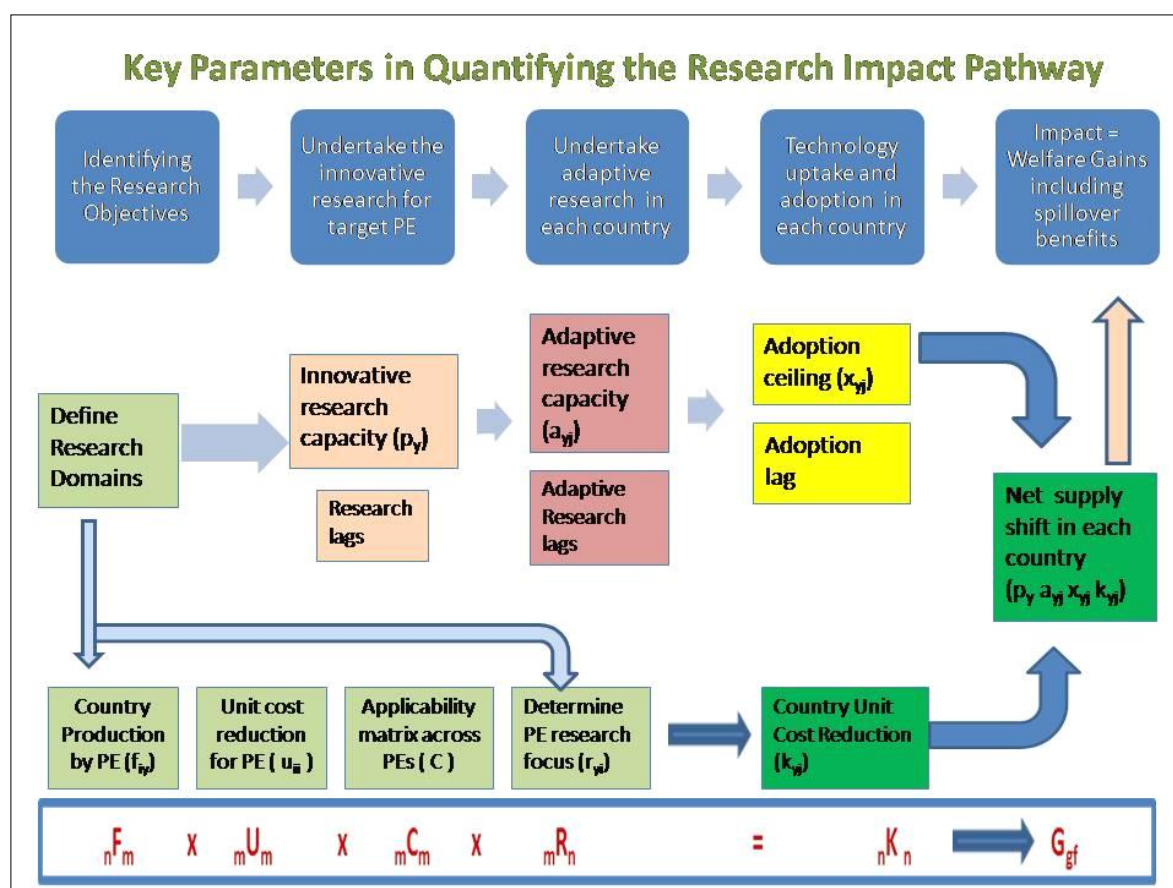 Key Parameters in Quantifying the Research Impact Pathway
Identifying
the Research
Objectives
Undertake the
innovative
research for
target PE
Undertake
adaptive
research in
each country
Technology
uptake and
adoption in
each country
Impact =
Welfare Gains
including
spillover
benefits
Define
Research
Domains
Innovative
research
capacity (py)
Research
lags
Adaptive
research
capacity
(ayj)
Adaptive
Research
lags
Adoption
ceiling (xyj)
Adoption
lag
Net supply
shift in each
country
(py ayj xyj kyj)
Country
Production
by PE (fiy)
Unit cost
reduction
for PE ( uii )
Applicability
matrix across
PEs ( C )
Determine
PE research
focus (ryi)
Country Unit
Cost Reduction
(kyj)
nFm x mUm x mCm x mRn = nKn Ggf